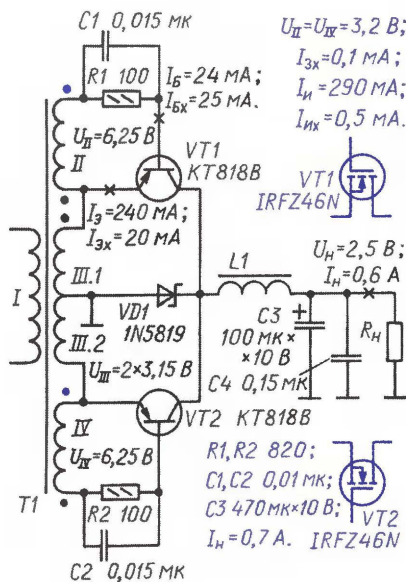 C1 0,015 мк
R1 100
I_Б = 24 мА;
I_Бх = 25 мА.
U_II = 6,25 В
II
VT1
КТ818В
I_Э = 240 мА;
I_Эх = 20 мА
I
III.1
VD1
1N5819
III.2
U_III = 2×3,15 В
L1
U_Н = 2,5 В;
I_Н = 0,6 А
+
C3
100 мк×
×10 В
C4 0,15 мк
R_Н
VT2 КТ818В
IV
U_IV = 6,25 В
T1
R2 100
C2 0,015 мк
U_II = U_IV = 3,2 В;
I_Зх = 0,1 мА;
I_И = 290 мА;
I_Их = 0,5 мА.
VT1
IRFZ46N
R1, R2 820;
C1, C2 0,01 мк;
C3 470 мк×10 В;
I_Н = 0,7 А.
VT2
IRFZ46N